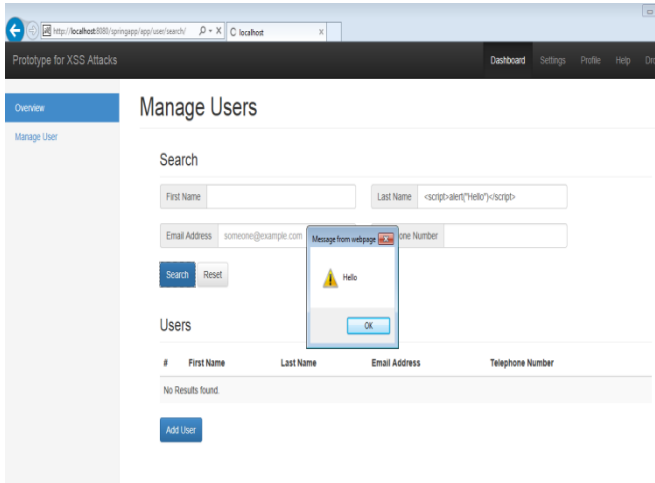 http://localhost:8080/springapp/app/user/search/
localhost
Prototype for XSS Attacks
Dashboard Settings Profile Help
Overview
Manage User
Manage Users
Search
First Name
Last Name <script>alert("Hello")</script>
Email Address someone@example.com
one Number
Message from webpage
Hello
OK
Search Reset
Users
# First Name Last Name Email Address Telephone Number
No Results found.
Add User